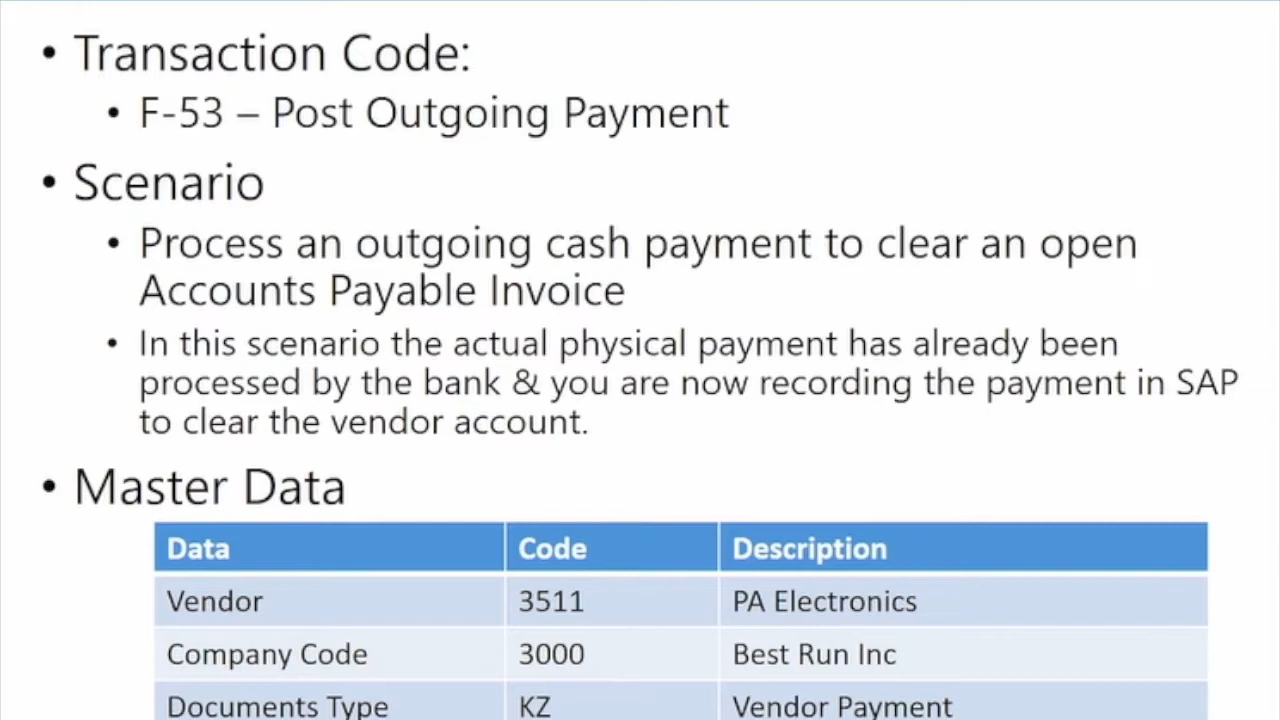 • Transaction Code:
• F-53 – Post Outgoing Payment
• Scenario
• Process an outgoing cash payment to clear an open
Accounts Payable Invoice
• In this scenario the actual physical payment has already been
processed by the bank & you are now recording the payment in SAP
to clear the vendor account.
• Master Data
Data Code Description
Vendor 3511 PA Electronics
Company Code 3000 Best Run Inc
Documents Type KZ Vendor Payment